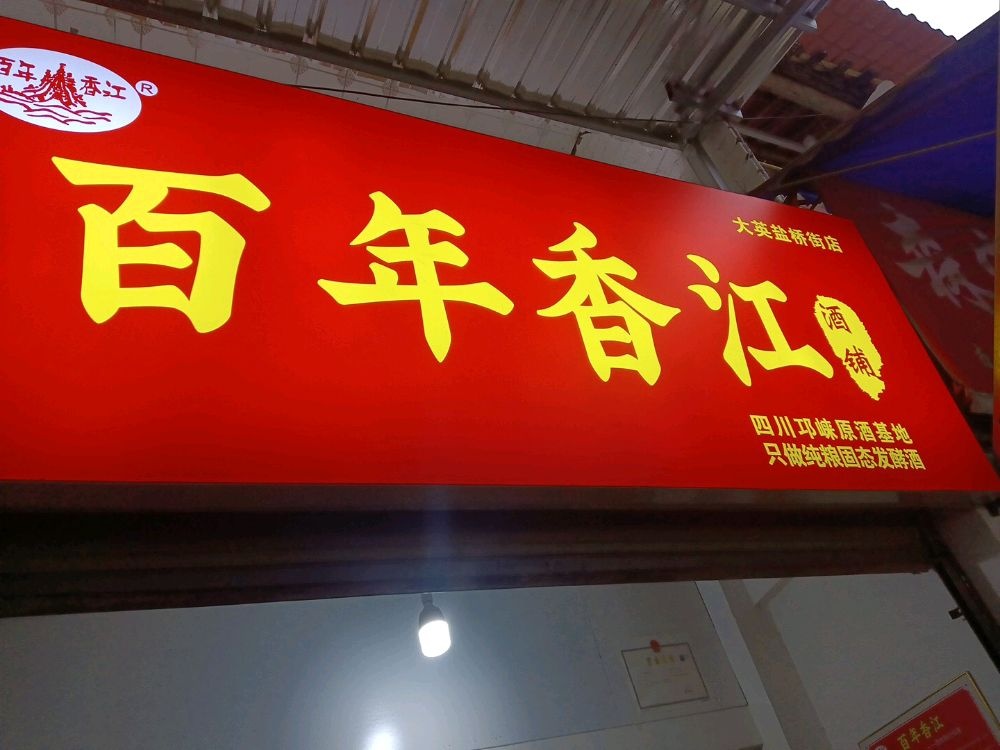 百年香江
®
大英盐桥街店
百年香江
酒
铺
四川邛崃原酒基地
只做纯粮固态发酵酒
百年香江